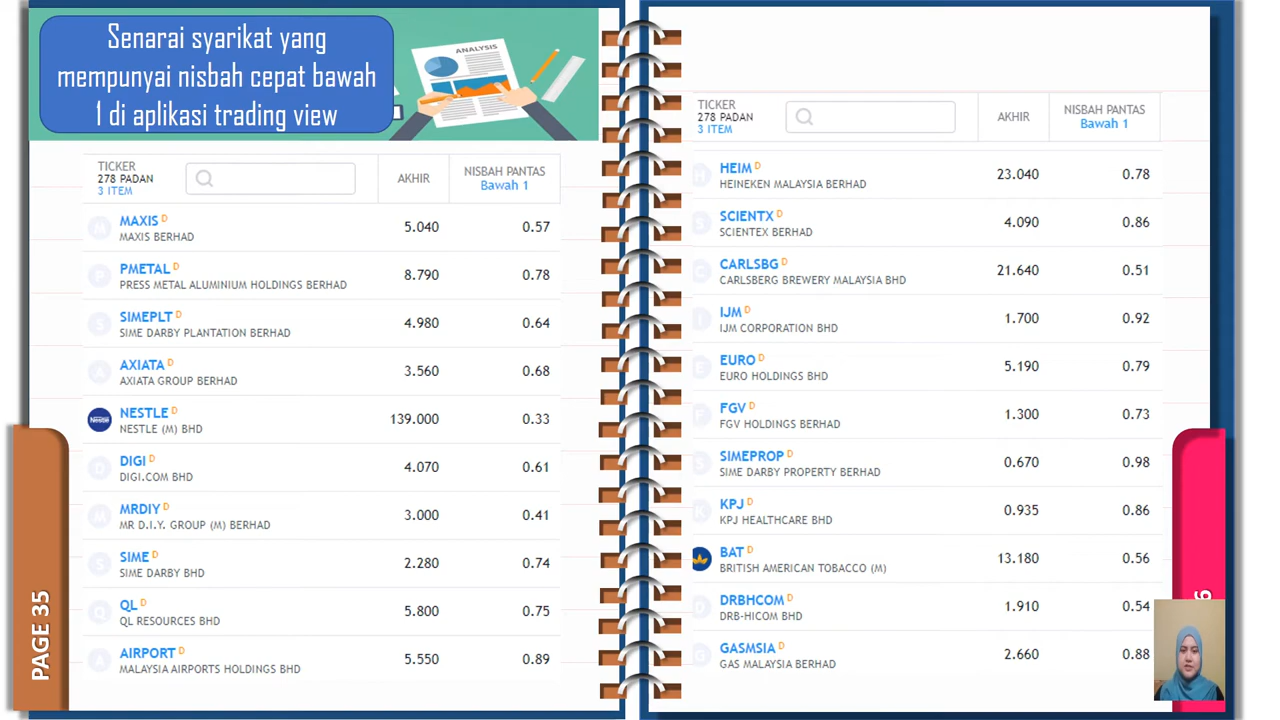 Senarai syarikat yang
mempunyai nisbah cepat bawah
1 di aplikasi trading view
ANALYSIS
TICKER
278 PADAN
3 ITEM
AKHIR
NISBAH PANTAS
Bawah 1
MAXIS D
MAXIS BERHAD
5.040 0.57
PMETAL D
PRESS METAL ALUMINIUM HOLDINGS BERHAD
8.790 0.78
SIMEPLT D
SIME DARBY PLANTATION BERHAD
4.980 0.64
AXIATA D
AXIATA GROUP BERHAD
3.560 0.68
Nestle
NESTLE D
NESTLE (M) BHD
139.000 0.33
DIGI D
DIGI.COM BHD
4.070 0.61
MRDIY D
MR D.I.Y. GROUP (M) BERHAD
3.000 0.41
SIME D
SIME DARBY BHD
2.280 0.74
QL D
QL RESOURCES BHD
5.800 0.75
AIRPORT D
MALAYSIA AIRPORTS HOLDINGS BHD
5.550 0.89
PAGE 35
TICKER
278 PADAN
3 ITEM
AKHIR
NISBAH PANTAS
Bawah 1
HEIM D
HEINEKEN MALAYSIA BERHAD
23.040 0.78
SCIENTX D
SCIENTEX BERHAD
4.090 0.86
CARLSBG D
CARLSBERG BREWERY MALAYSIA BHD
21.640 0.51
IJM D
IJM CORPORATION BHD
1.700 0.92
EURO D
EURO HOLDINGS BHD
5.190 0.79
FGV D
FGV HOLDINGS BERHAD
1.300 0.73
SIMEPROP D
SIME DARBY PROPERTY BERHAD
0.670 0.98
KPJ D
KPJ HEALTHCARE BHD
0.935 0.86
BAT D
BRITISH AMERICAN TOBACCO (M)
13.180 0.56
DRBHCOM D
DRB-HICOM BHD
1.910 0.54
GASMSIA D
GAS MALAYSIA BERHAD
2.660 0.88